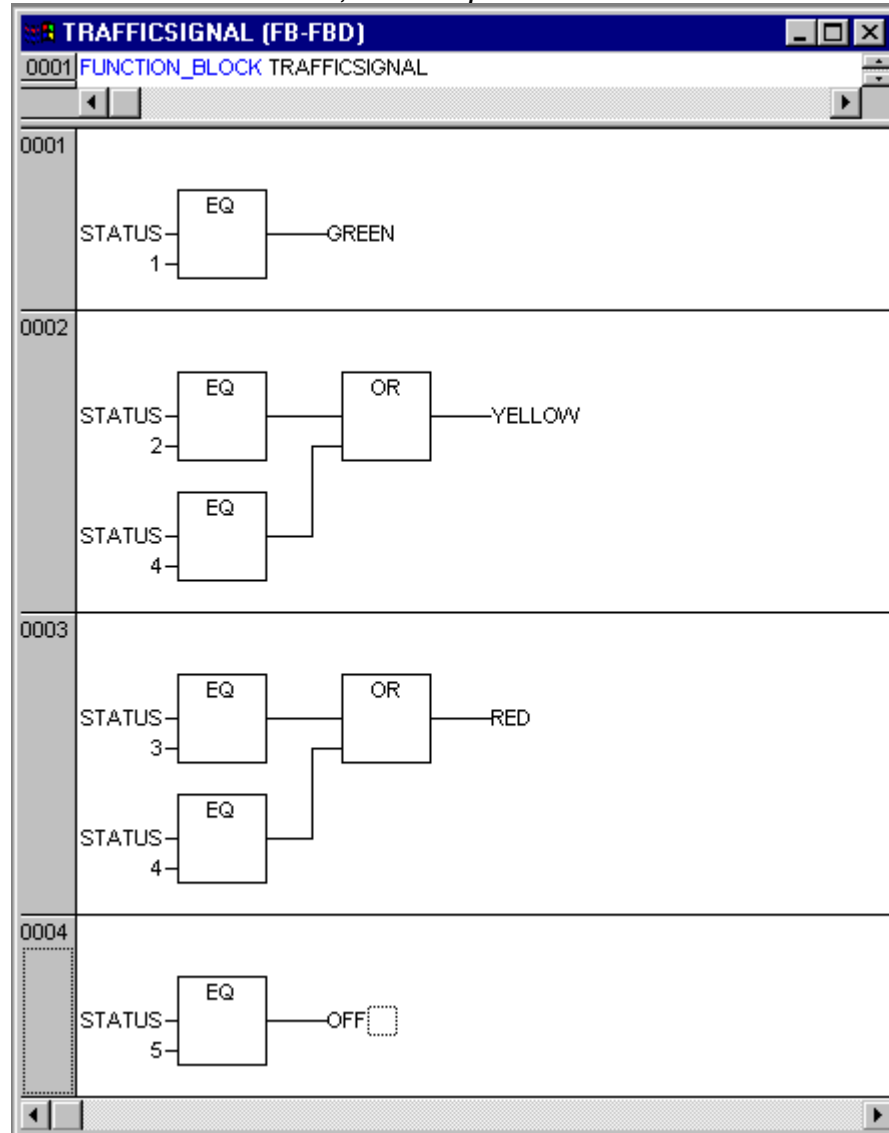 TRAFFICSIGNAL (FB-FBD)
0001 FUNCTION_BLOCK TRAFFICSIGNAL
0001
EQ
STATUS GREEN
1
0002
EQ OR
STATUS YELLOW
2
EQ
STATUS
4
0003
EQ OR
STATUS RED
3
EQ
STATUS
4
0004
EQ
STATUS OFF
5